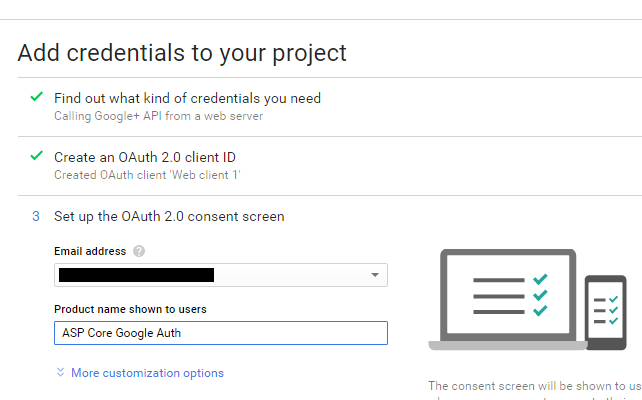 Add credentials to your project
Find out what kind of credentials you need
Calling Google+ API from a web server
Create an OAuth 2.0 client ID
Created OAuth client 'Web client 1'
3 Set up the OAuth 2.0 consent screen
Email address ?
Product name shown to users
ASP Core Google Auth
More customization options
The consent screen will be shown to us